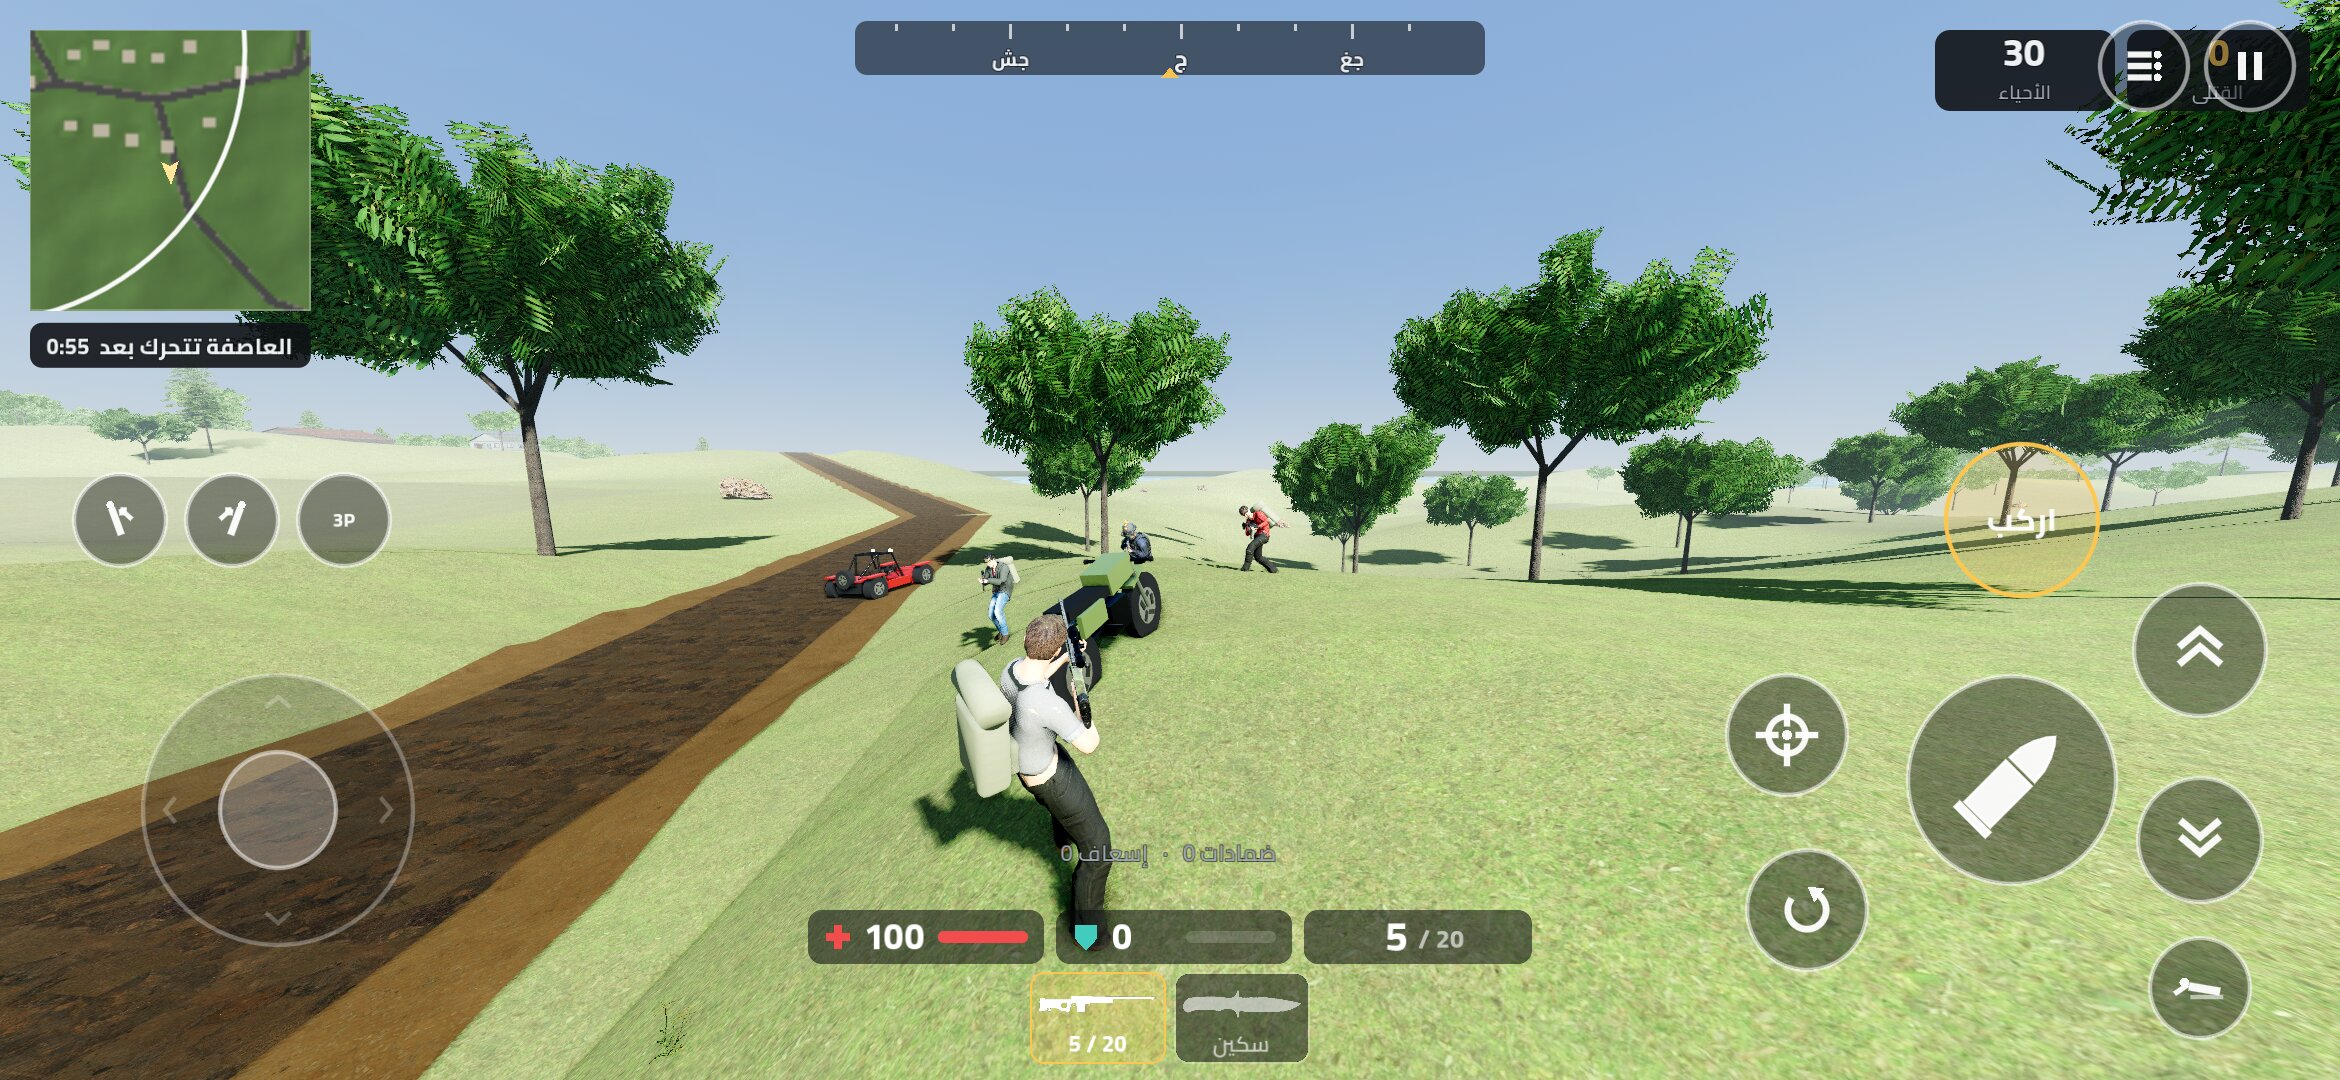 جش
ج
جغ
30
الأحياء
0
القتلى
العاصفة تتحرك بعد 0:55
3P
اركب
ضمادات 0 · إسعاف 0
100
0
5 / 20
5 / 20
سكين